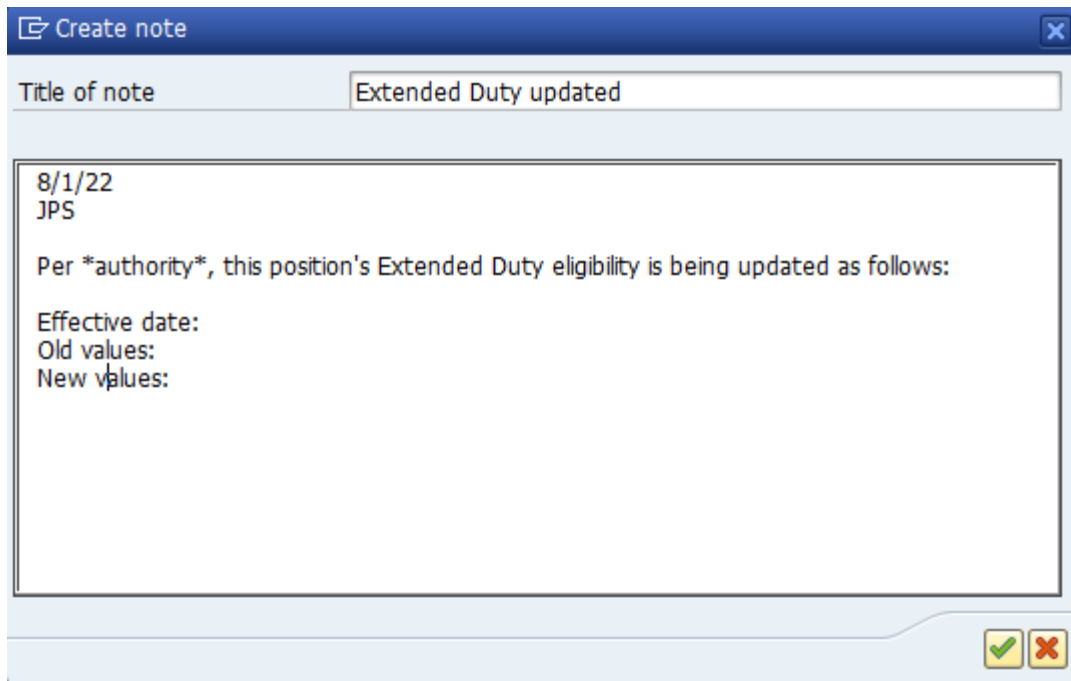 Create note
Title of note Extended Duty updated
8/1/22
JPS
Per *authority*, this position's Extended Duty eligibility is being updated as follows:
Effective date:
Old values:
New values: